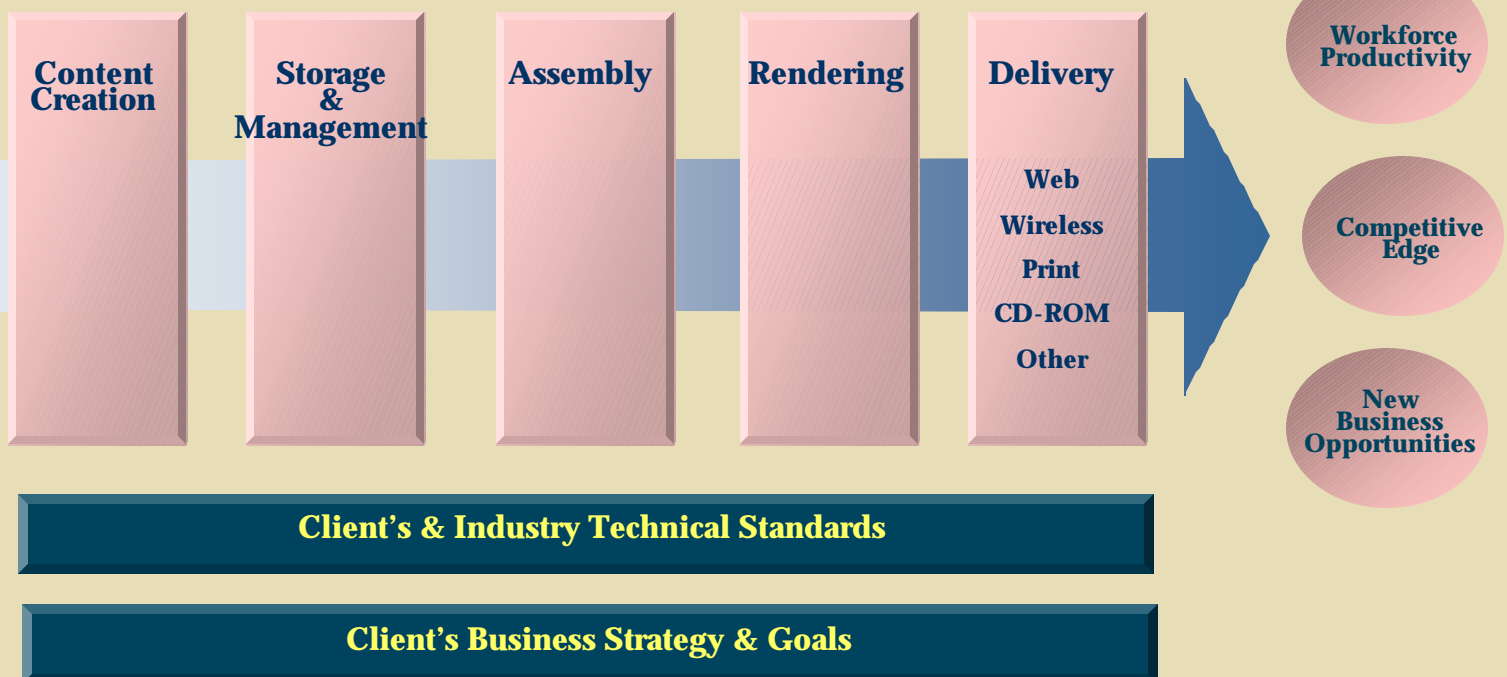 Content
Creation
Storage
&
Management
Assembly
Rendering
Delivery
Web
Wireless
Print
CD-ROM
Other
Workforce
Productivity
Competitive
Edge
New
Business
Opportunities
Client’s & Industry Technical Standards
Client’s Business Strategy & Goals